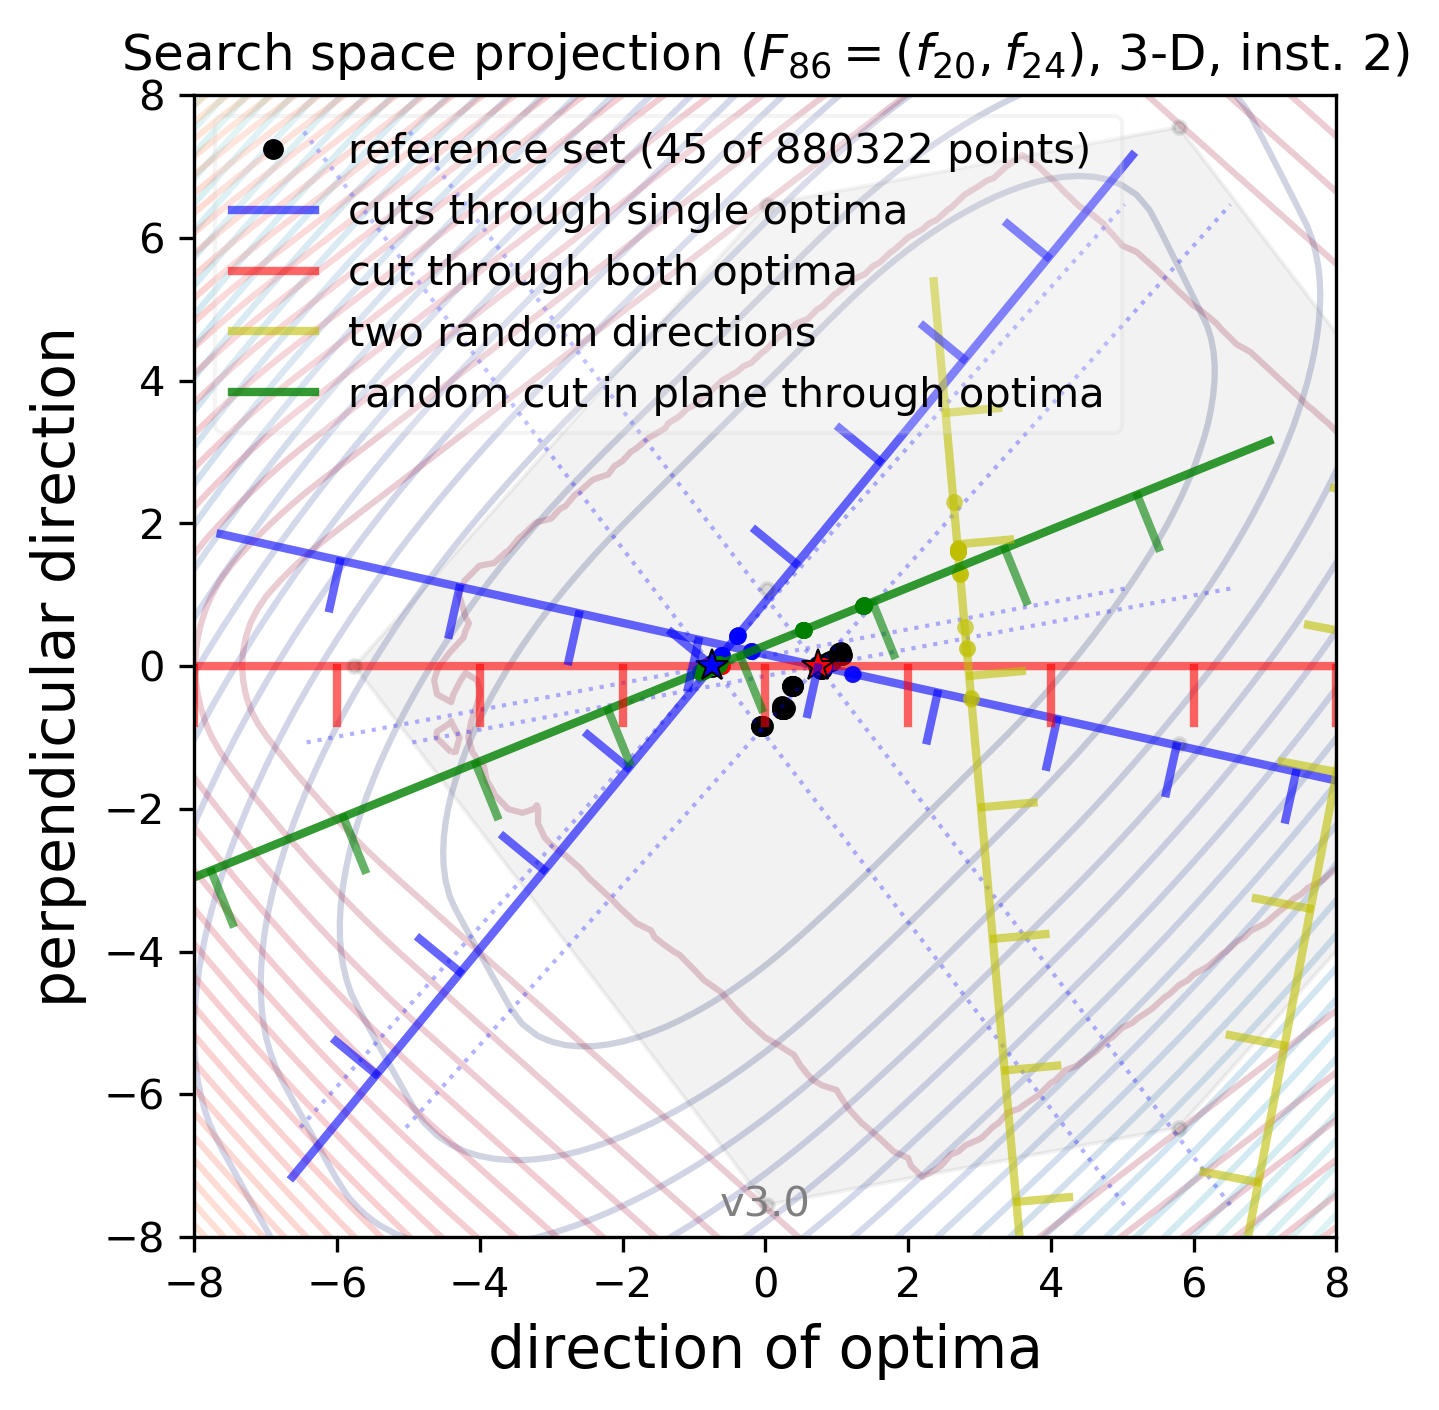 Search space projection (F₈₆ = (f₂₀, f₂₄), 3-D, inst. 2)
reference set (45 of 880322 points)
cuts through single optima
cut through both optima
two random directions
random cut in plane through optima
perpendicular direction
8
6
4
2
0
−2
−4
−6
−8
v3.0
−8 −6 −4 −2 0 2 4 6 8
direction of optima